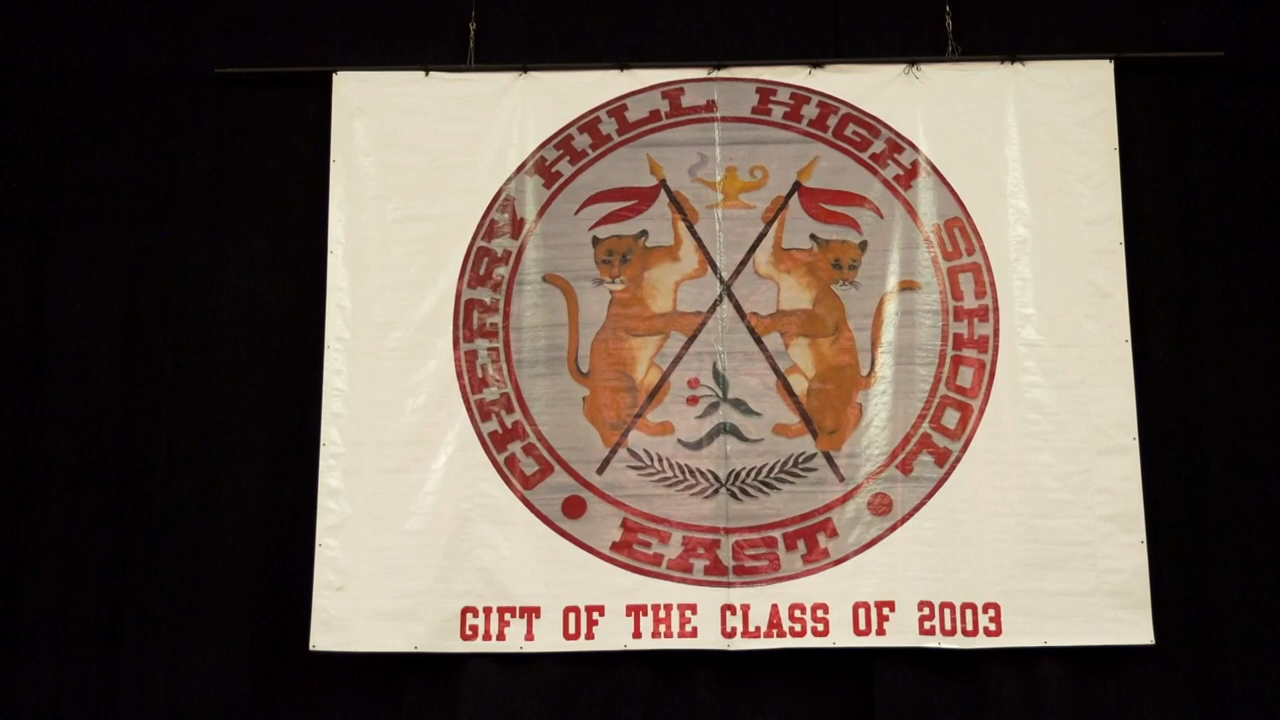 CHERRY HILL HIGH SCHOOL
EAST
GIFT OF THE CLASS OF 2003